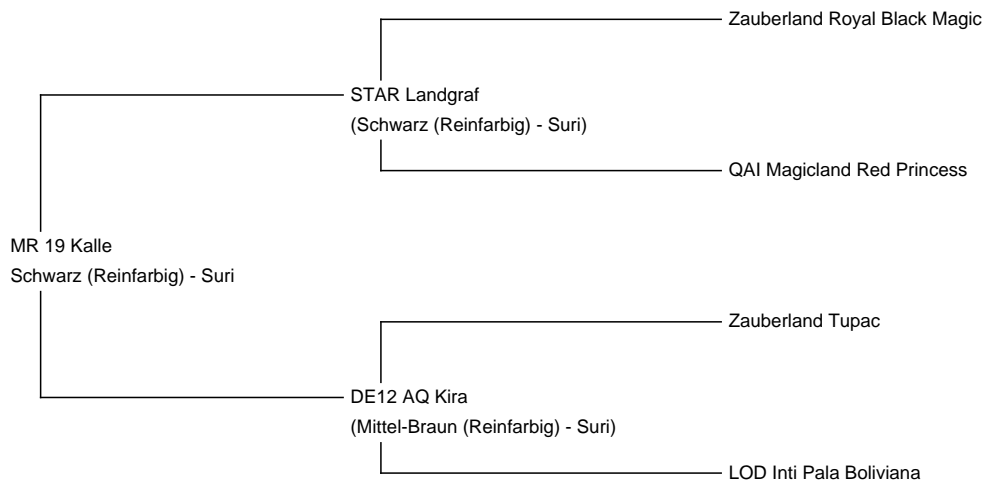 Zauberland Royal Black Magic
STAR Landgraf
(Schwarz (Reinfarbig) - Suri)
QAI Magicland Red Princess
MR 19 Kalle
Schwarz (Reinfarbig) - Suri
Zauberland Tupac
DE12 AQ Kira
(Mittel-Braun (Reinfarbig) - Suri)
LOD Inti Pala Boliviana